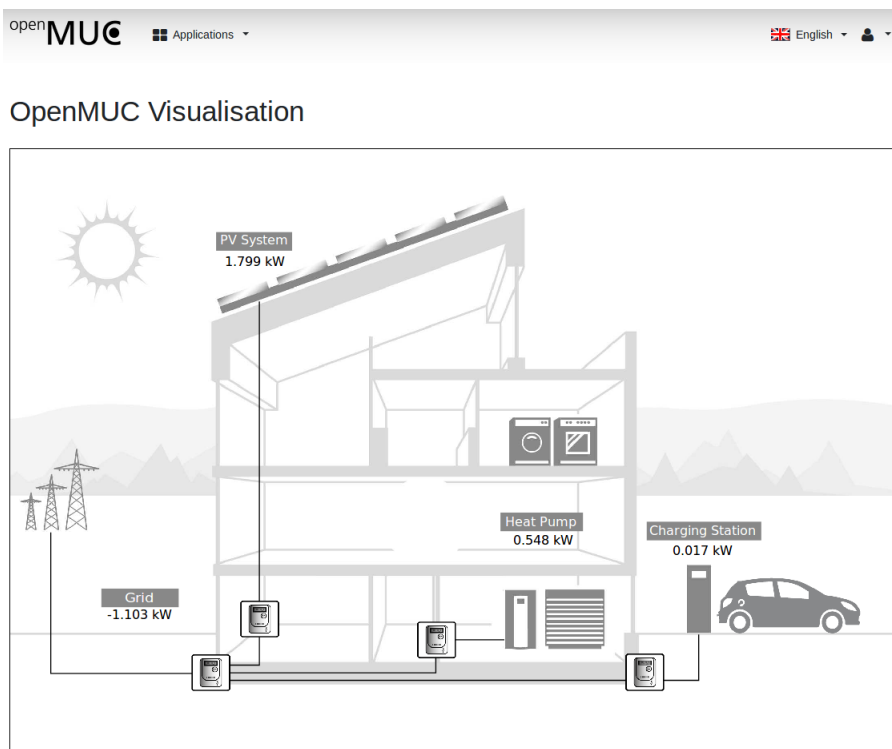 openMUC
Applications
English
OpenMUC Visualisation
PV System
1.799 kW
Heat Pump
0.548 kW
Charging Station
0.017 kW
Grid
-1.103 kW